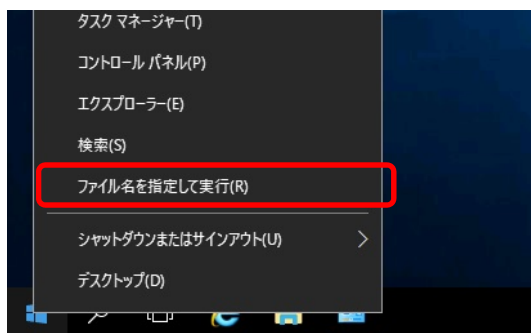 タスク マネージャー(T)
コントロール パネル(P)
エクスプローラー(E)
検索(S)
ファイル名を指定して実行(R)
シャットダウンまたはサインアウト(U)
デスクトップ(D)